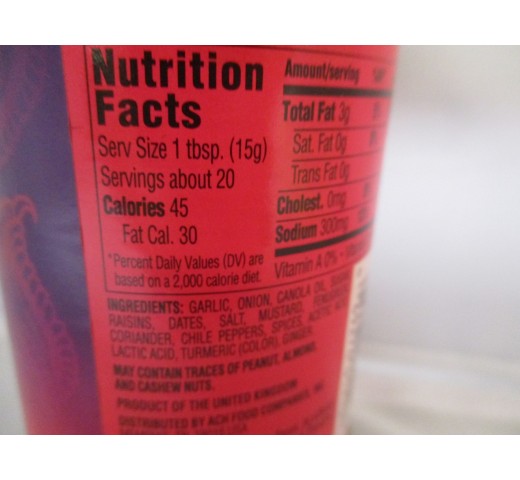 Nutrition
Facts
Serv Size 1 tbsp. (15g)
Servings about 20
Calories 45
Fat Cal. 30
*Percent Daily Values (DV) are
based on a 2,000 calorie diet.
Amount/serving
Total Fat 3g
Sat. Fat 0g
Trans Fat 0g
Cholest. 0mg
Sodium 300mg
Vitamin A 0% •
INGREDIENTS: GARLIC, ONION, CANOLA OIL,
RAISINS, DATES, SALT, MUSTARD,
CORIANDER, CHILE PEPPERS, SPICES, ACETIC
LACTIC ACID, TURMERIC (COLOR), GINGER.
MAY CONTAIN TRACES OF PEANUT, ALMOND,
AND CASHEW NUTS.
PRODUCT OF THE UNITED KINGDOM
DISTRIBUTED BY ACH FOOD COMPANIES,